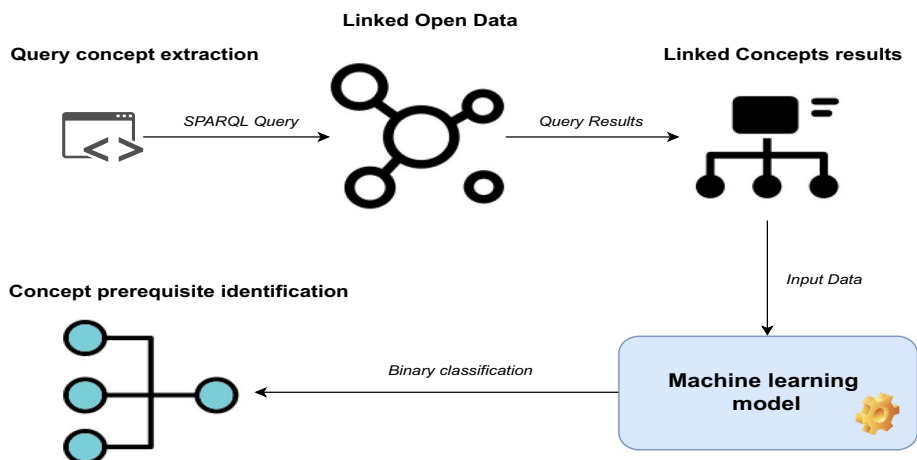 Linked Open Data
Query concept extraction
Linked Concepts results
SPARQL Query
Query Results
< >
Input Data
Concept prerequisite identification
Binary classification
Machine learning
model